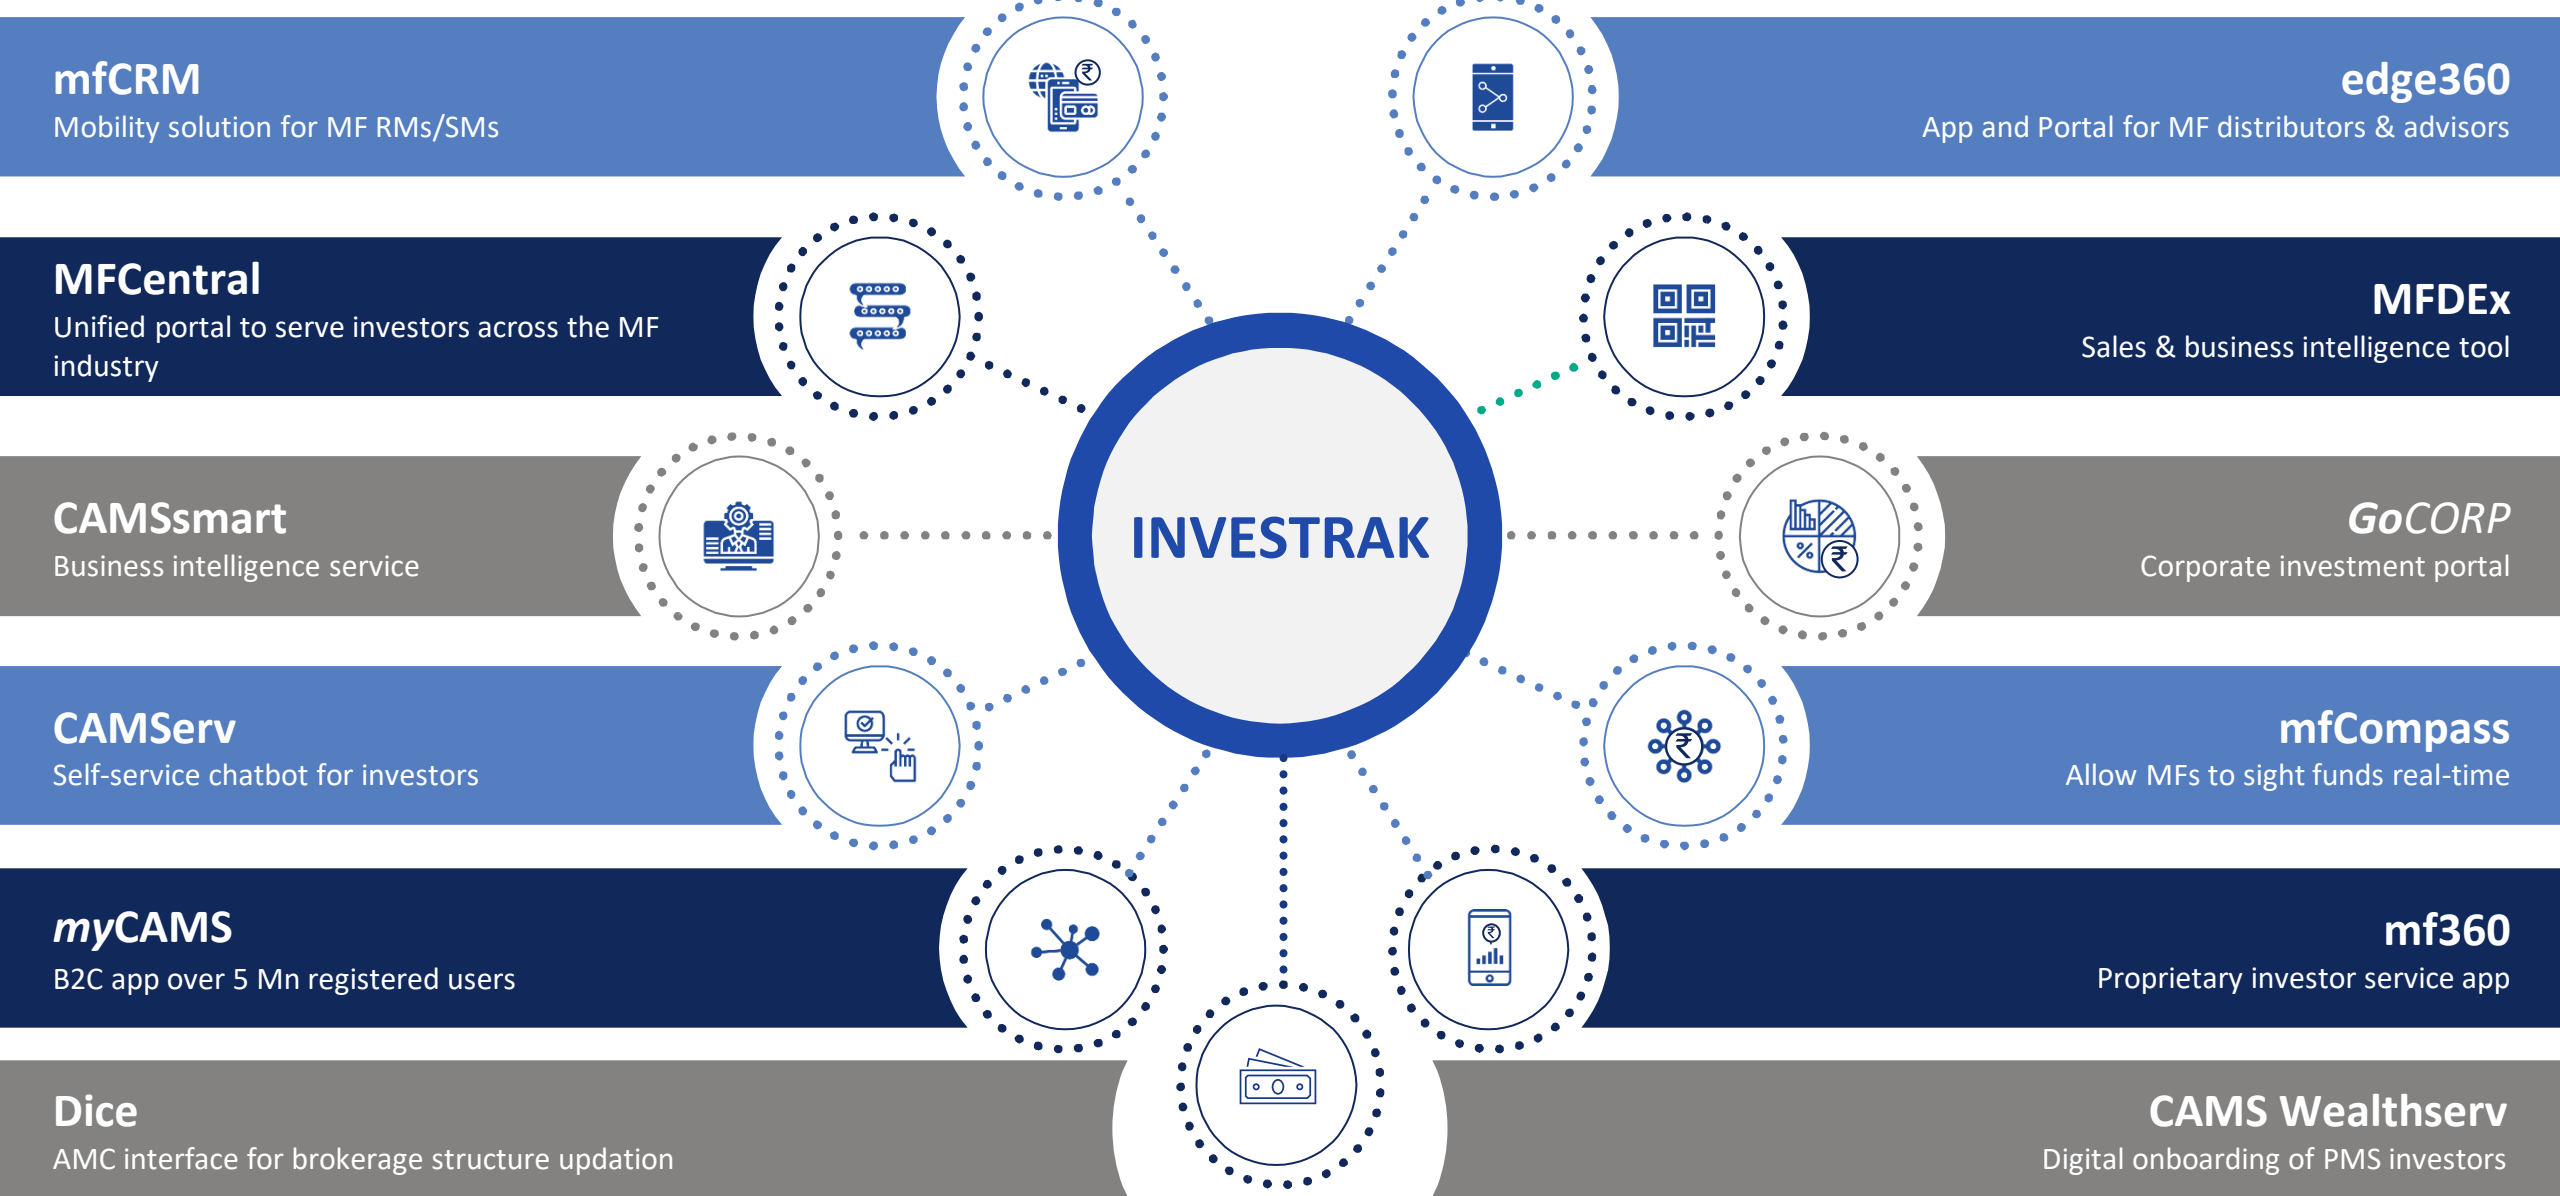 mfCRM
Mobility solution for MF RMs/SMs
MFCentral
Unified portal to serve investors across the MF
industry
CAMSsmart
Business intelligence service
CAMServ
Self-service chatbot for investors
myCAMS
B2C app over 5 Mn registered users
Dice
AMC interface for brokerage structure updation
INVESTRAK
edge360
App and Portal for MF distributors & advisors
MFDEx
Sales & business intelligence tool
GoCORP
Corporate investment portal
mfCompass
Allow MFs to sight funds real-time
mf360
Proprietary investor service app
CAMS Wealthserv
Digital onboarding of PMS investors